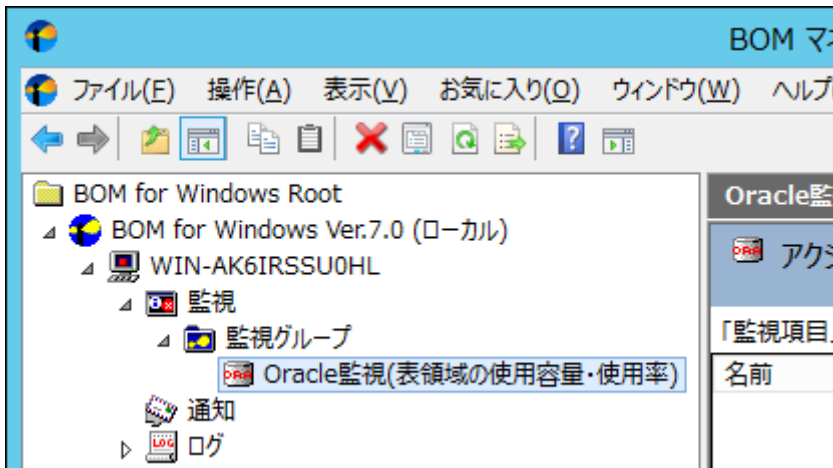 BOM マネ
ファイル(F) 操作(A) 表示(V) お気に入り(O) ウィンドウ(W) ヘルプ
BOM for Windows Root
BOM for Windows Ver.7.0 (ローカル)
WIN-AK6IRSSU0HL
監視
監視グループ
Oracle監視(表領域の使用容量・使用率)
通知
LOG ログ
Oracle監
アクシ
「監視項目」
名前